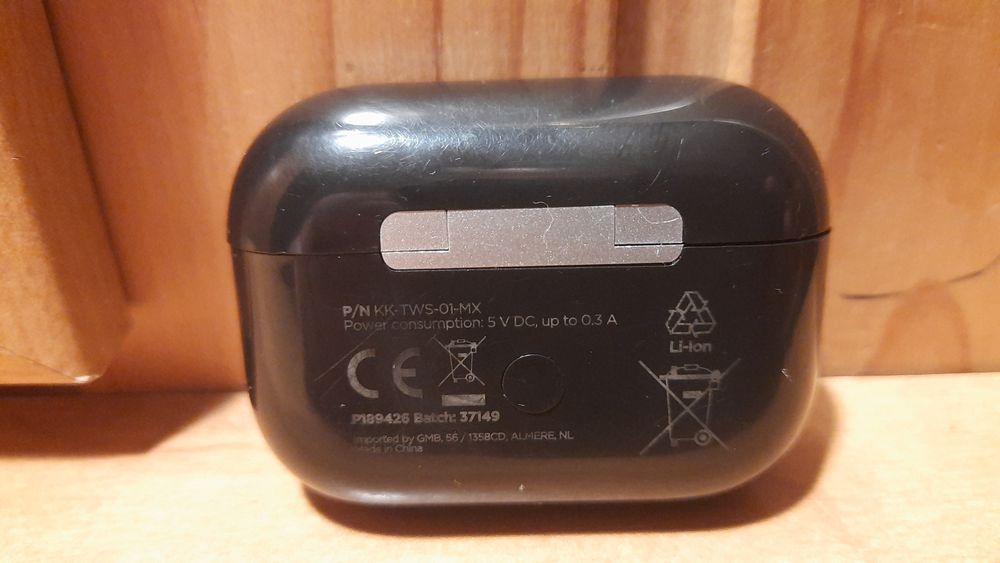 P/N KK-TWS-01-MX
Power consumption: 5 V DC, up to 0.3 A
Li-Ion
CE
P189426 Batch: 37149
Imported by GMB, 56 / 1358CD, ALMERE, NL
Made in China